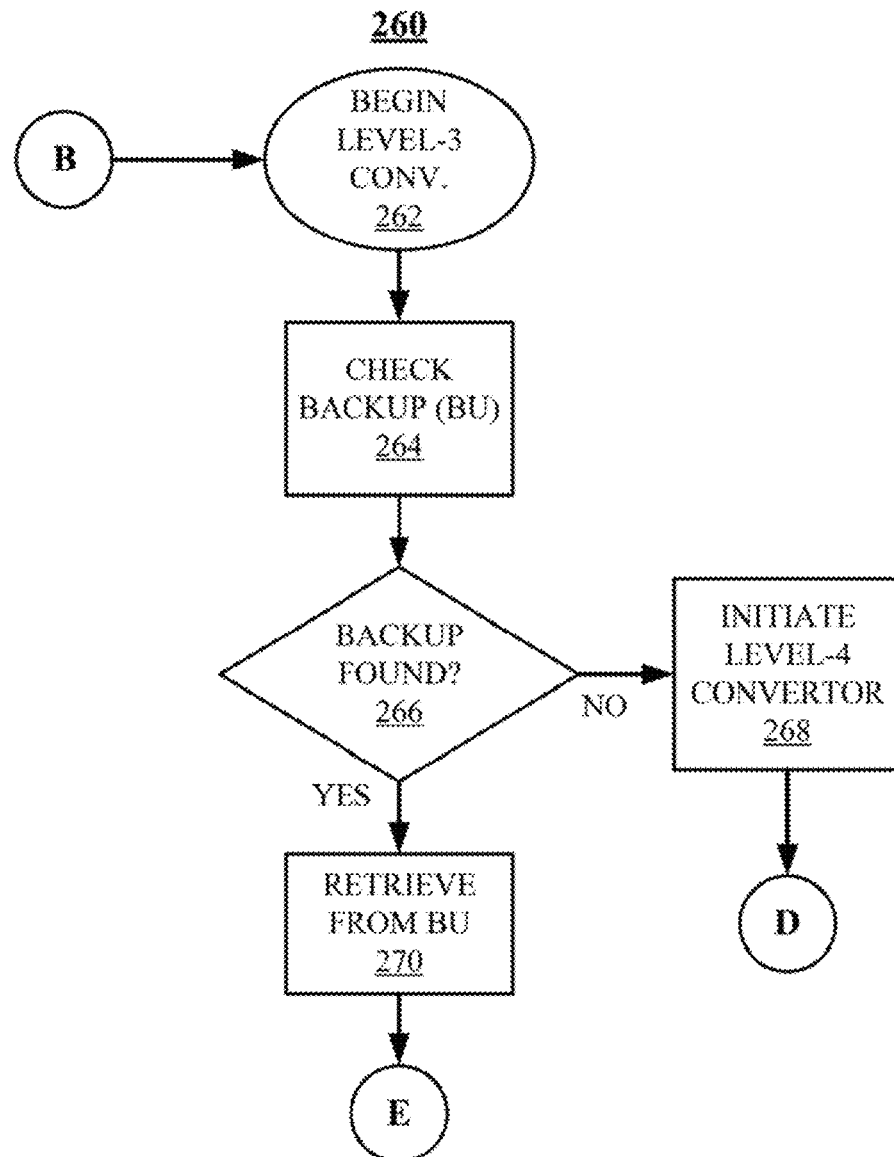 260
B
BEGIN
LEVEL-3
CONV.
262
CHECK
BACKUP (BU)
264
BACKUP
FOUND?
266
NO
INITIATE
LEVEL-4
CONVERTOR
268
YES
RETRIEVE
FROM BU
270
D
E